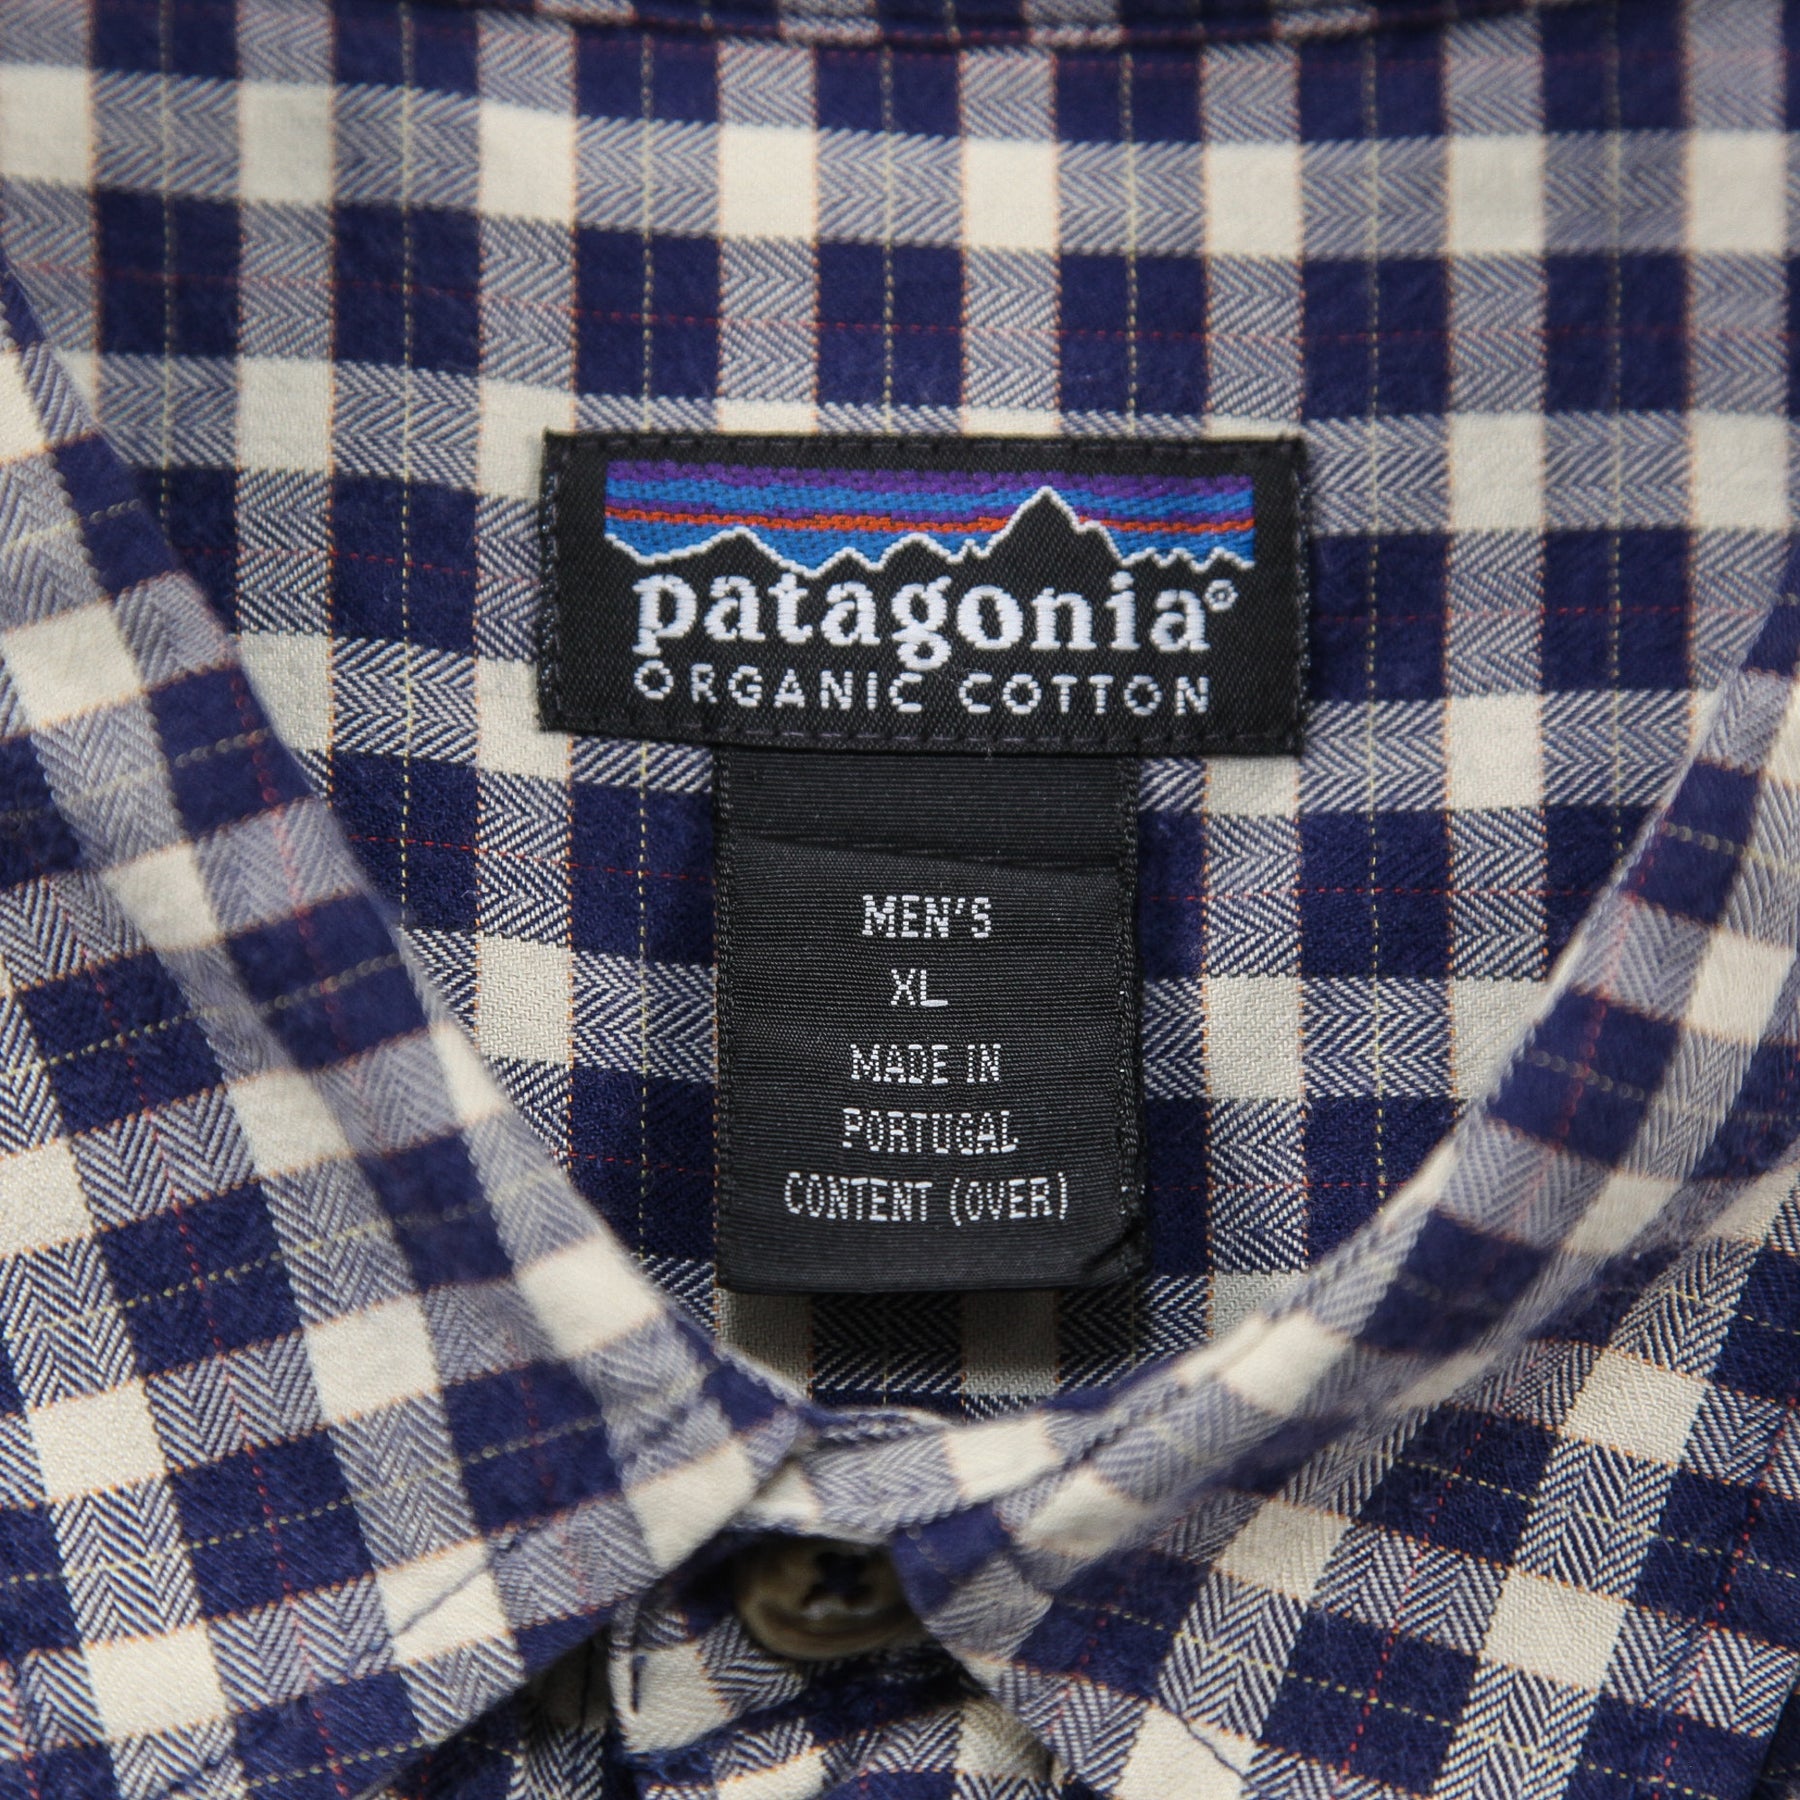 patagonia®
ORGANIC COTTON
MEN'S
XL
MADE IN
PORTUGAL
CONTENT (OVER)